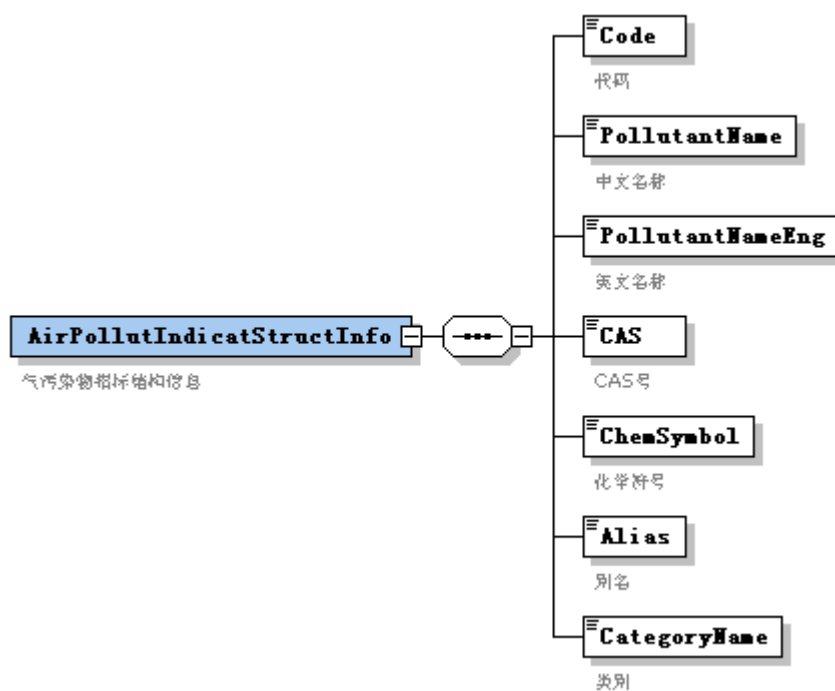 Code
代码
PollutantName
中文名称
PollutantNameEng
英文名称
AirPollutIndicatStructInfo
气污染物指标结构信息
CAS
CAS号
ChemSymbol
化学符号
Alias
别名
CategoryName
类别